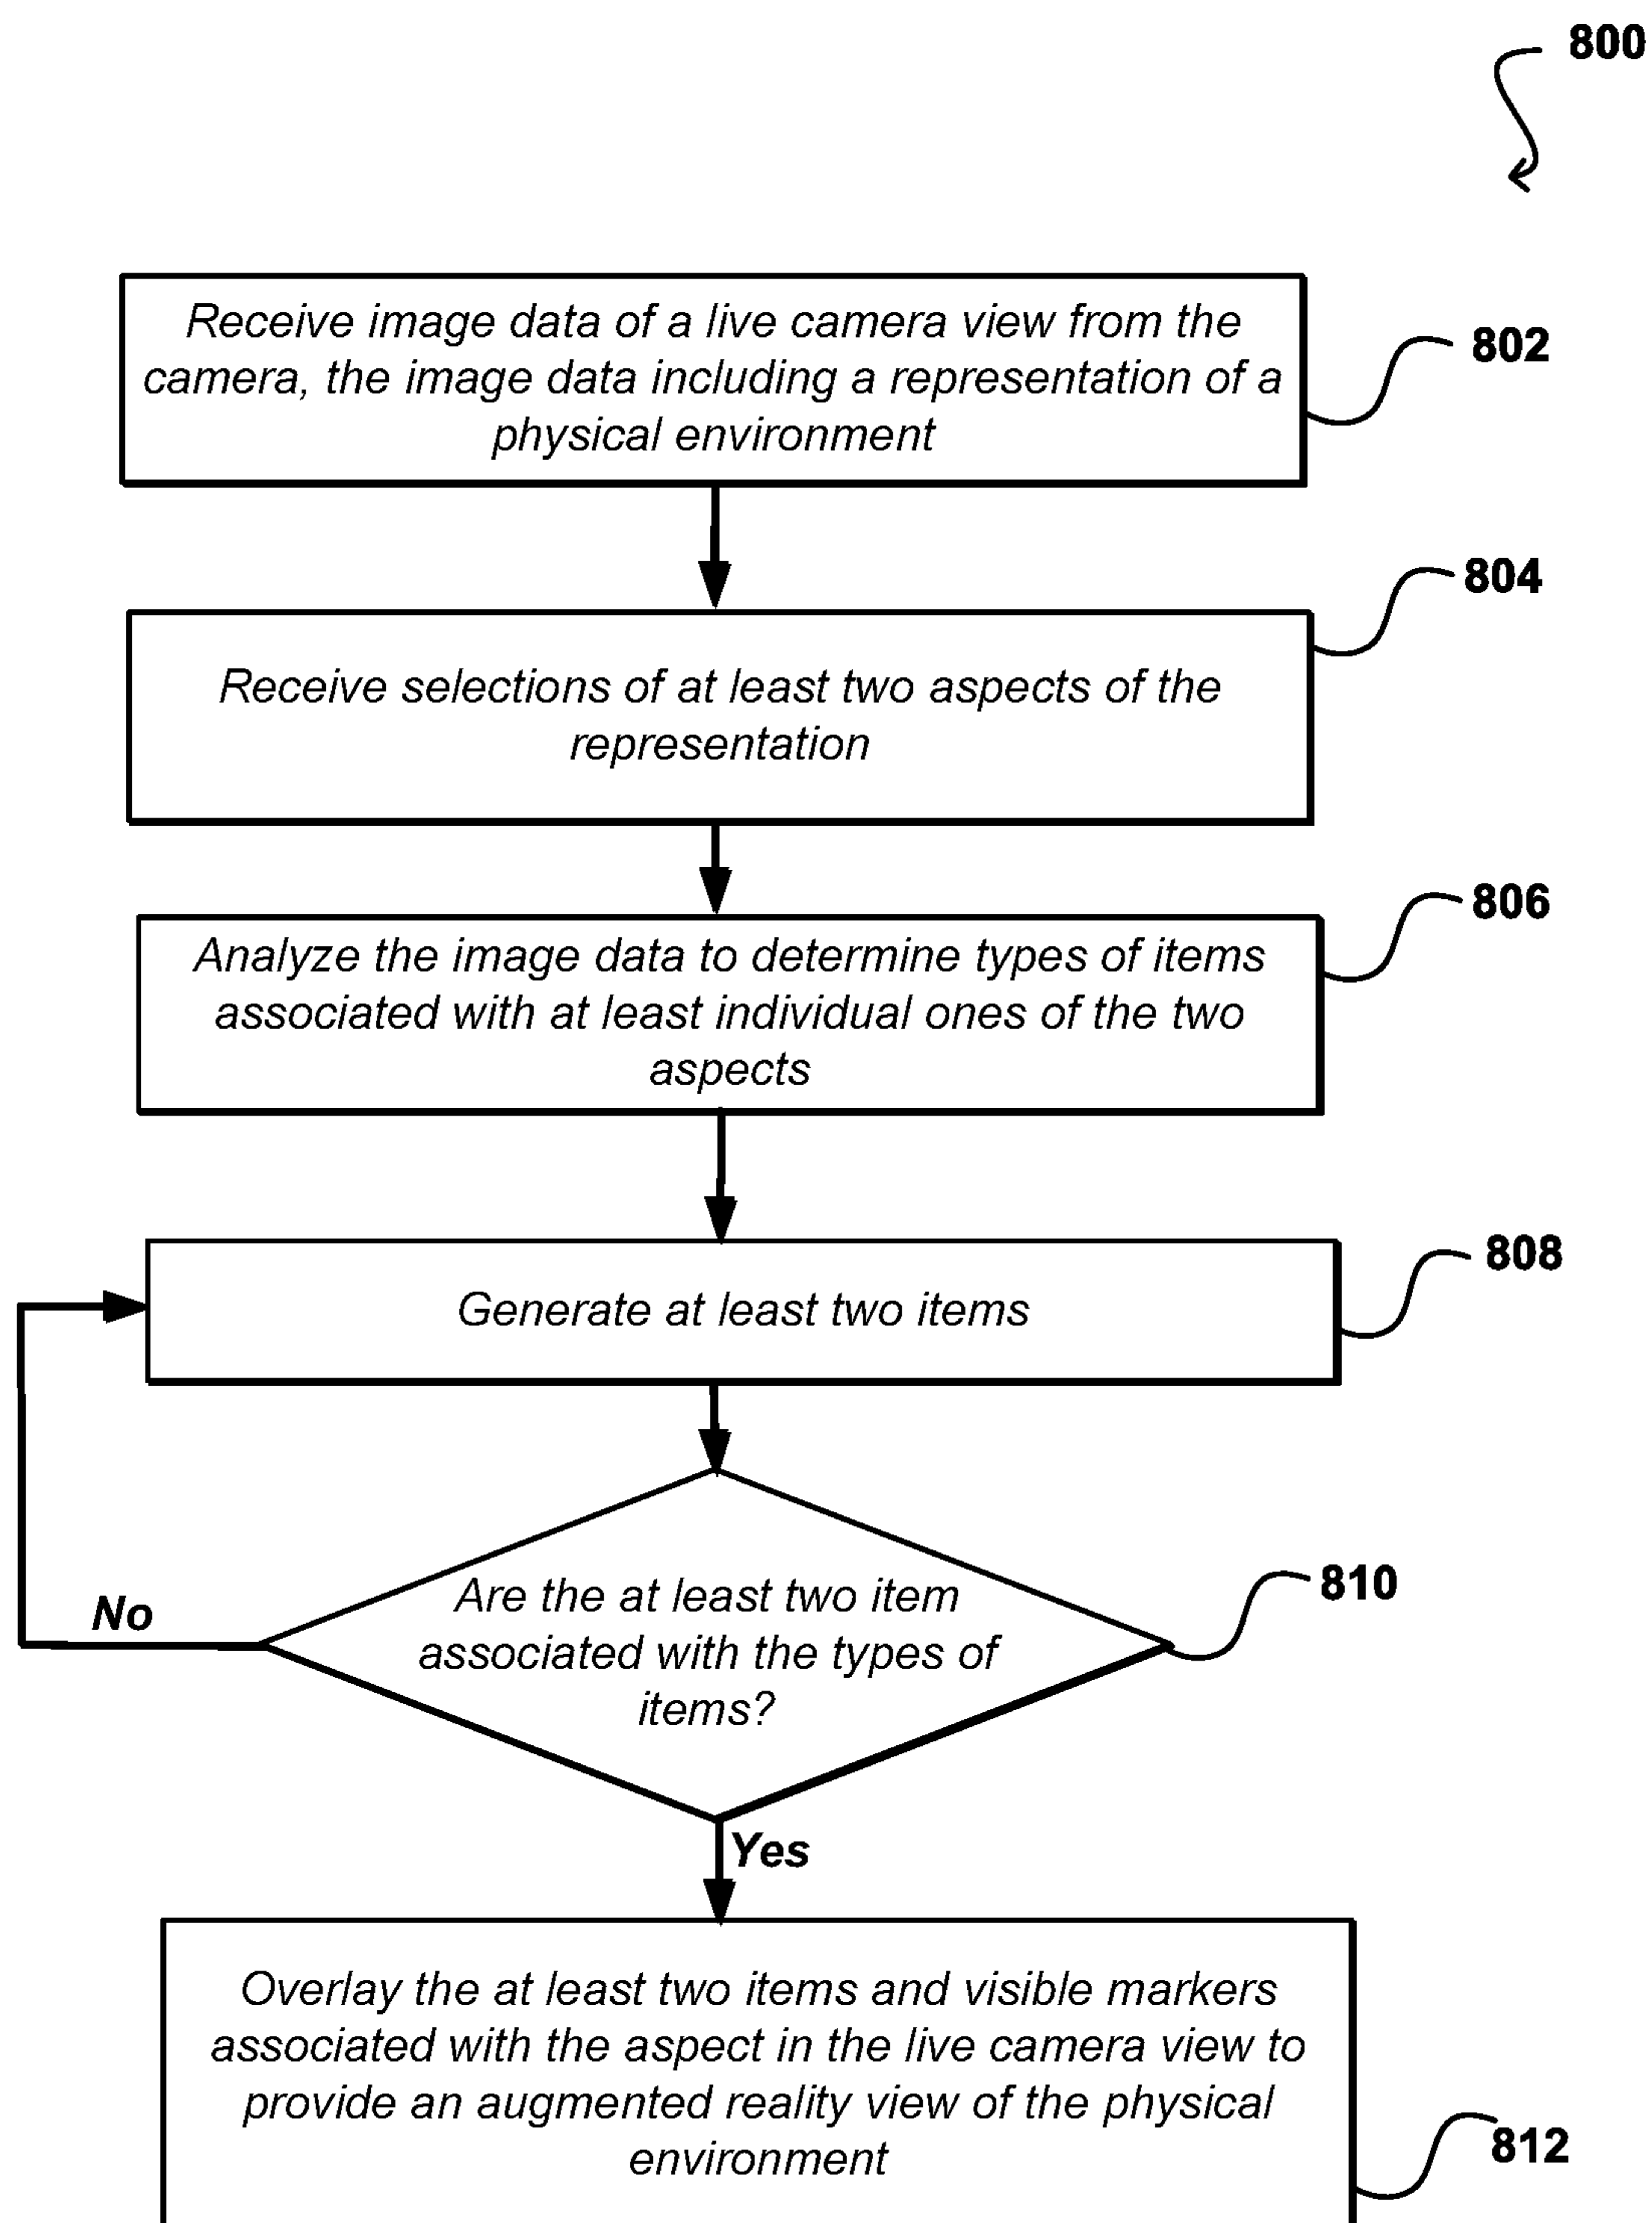 800
Receive image data of a live camera view from the
camera, the image data including a representation of a
physical environment
802
804
Receive selections of at least two aspects of the
representation
806
Analyze the image data to determine types of items
associated with at least individual ones of the two
aspects
808
Generate at least two items
810
Are the at least two item
associated with the types of
items?
No
Yes
Overlay the at least two items and visible markers
associated with the aspect in the live camera view to
provide an augmented reality view of the physical
environment
812